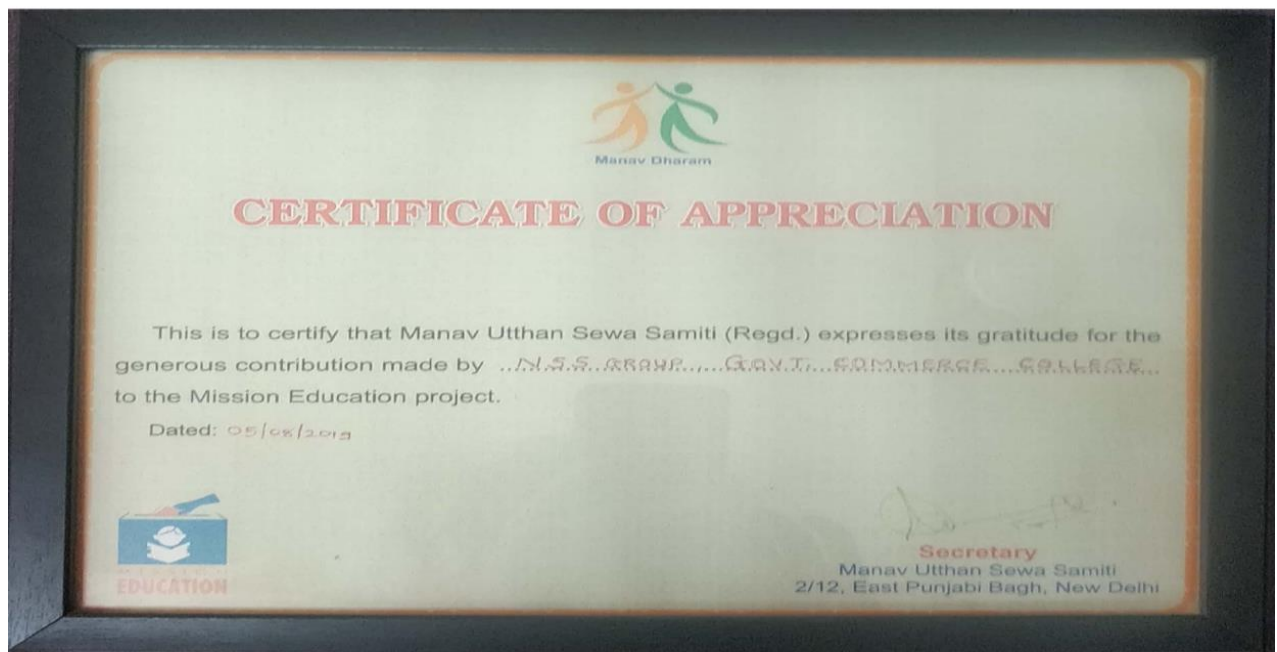 Manav Dharam
CERTIFICATE OF APPRECIATION
This is to certify that Manav Utthan Sewa Samiti (Regd.) expresses its gratitude for the
generous contribution made by ..N.S.S. GROUP,...GOVT. COMMERCE COLLEGE...
to the Mission Education project.
Dated: 05/08/2019
EDUCATION
Secretary
Manav Utthan Sewa Samiti
2/12, East Punjabi Bagh, New Delhi